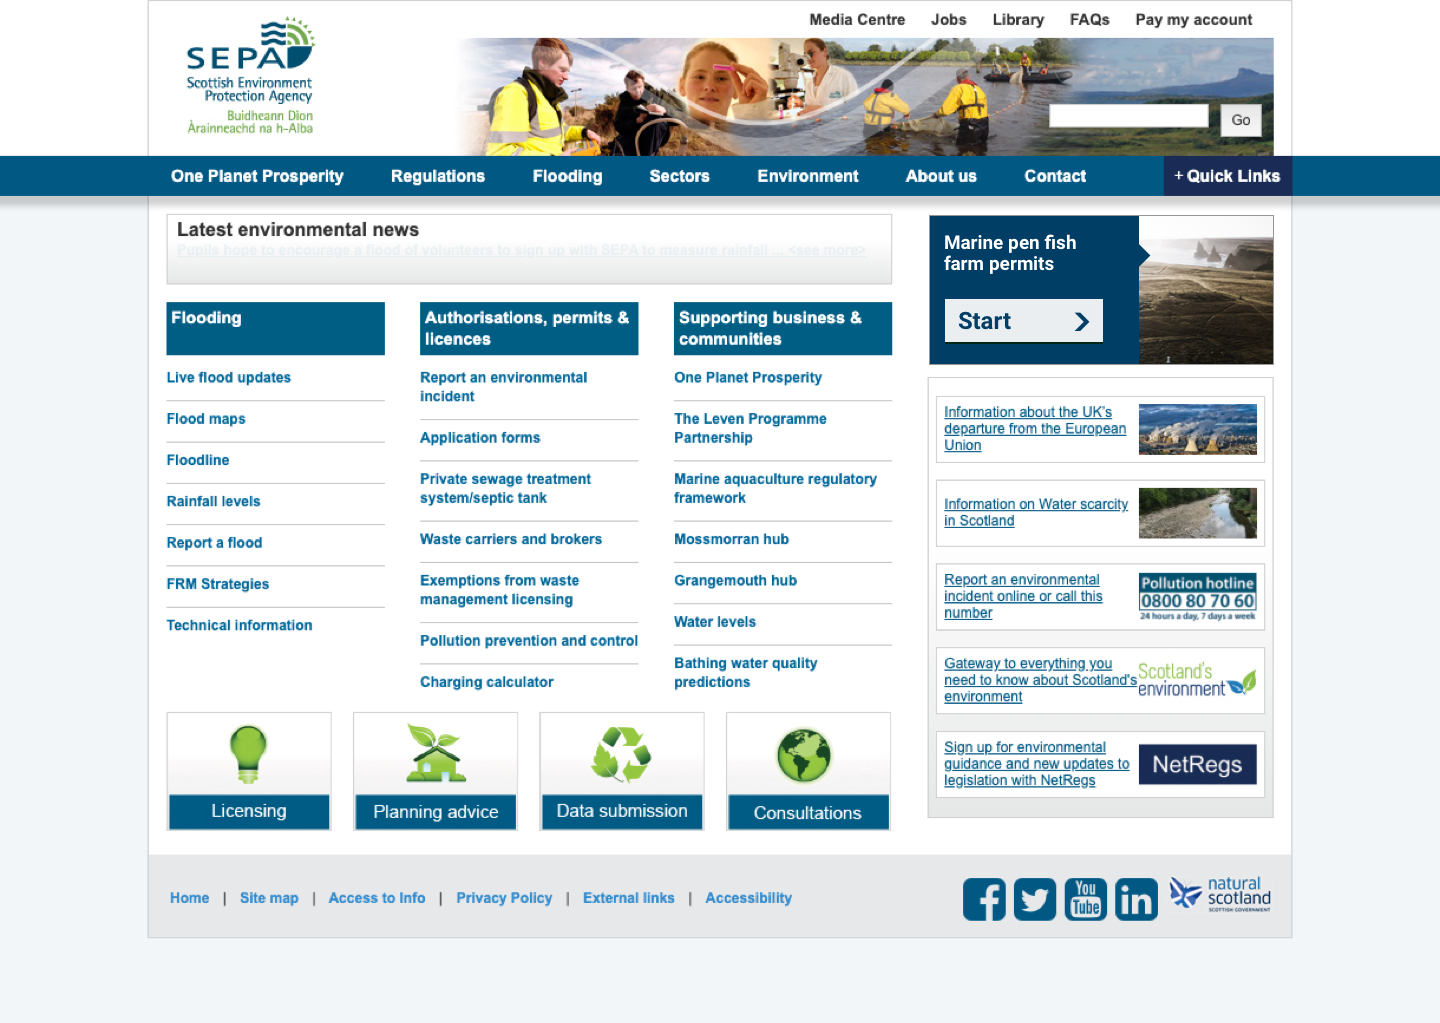 Media Centre
Jobs
Library
FAQs
Pay my account
SEPA
Scottish Environment
Protection Agency
Buidheann Dìon
Àrainneachd na h-Alba
Go
One Planet Prosperity
Regulations
Flooding
Sectors
Environment
About us
Contact
+ Quick Links
Latest environmental news
Pupils hope to encourage a flood of volunteers to sign up with SEPA to measure rainfall ... <see more>
Marine pen fish
farm permits
Start
Flooding
Live flood updates
Flood maps
Floodline
Rainfall levels
Report a flood
FRM Strategies
Technical information
Authorisations, permits &
licences
Report an environmental
incident
Application forms
Private sewage treatment
system/septic tank
Waste carriers and brokers
Exemptions from waste
management licensing
Pollution prevention and control
Charging calculator
Supporting business &
communities
One Planet Prosperity
The Leven Programme
Partnership
Marine aquaculture regulatory
framework
Mossmorran hub
Grangemouth hub
Water levels
Bathing water quality
predictions
Information about the UK's
departure from the European
Union
Information on Water scarcity
in Scotland
Report an environmental
incident online or call this
number
Pollution hotline
0800 80 70 60
24 hours a day, 7 days a week
Gateway to everything you
need to know about Scotland's
environment
Scotland's
environment
Sign up for environmental
guidance and new updates to
legislation with NetRegs
NetRegs
Licensing
Planning advice
Data submission
Consultations
Home | Site map | Access to Info | Privacy Policy | External links | Accessibility
You
Tube
in
natural
scotland
SCOTTISH GOVERNMENT